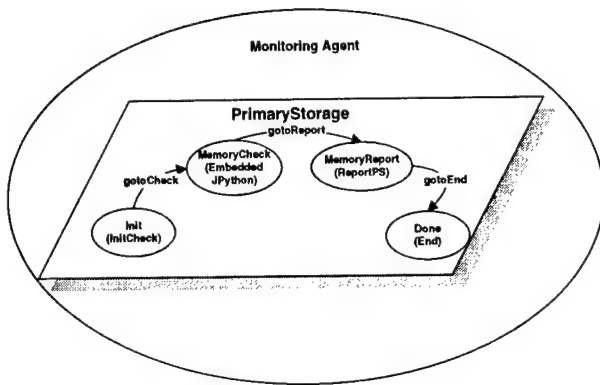 Monitoring Agent
PrimaryStorage
gotoReport
MemoryCheck
(Embedded
JPython)
MemoryReport
(ReportPS)
gotoCheck
gotoEnd
Init
(InitCheck)
Done
(End)